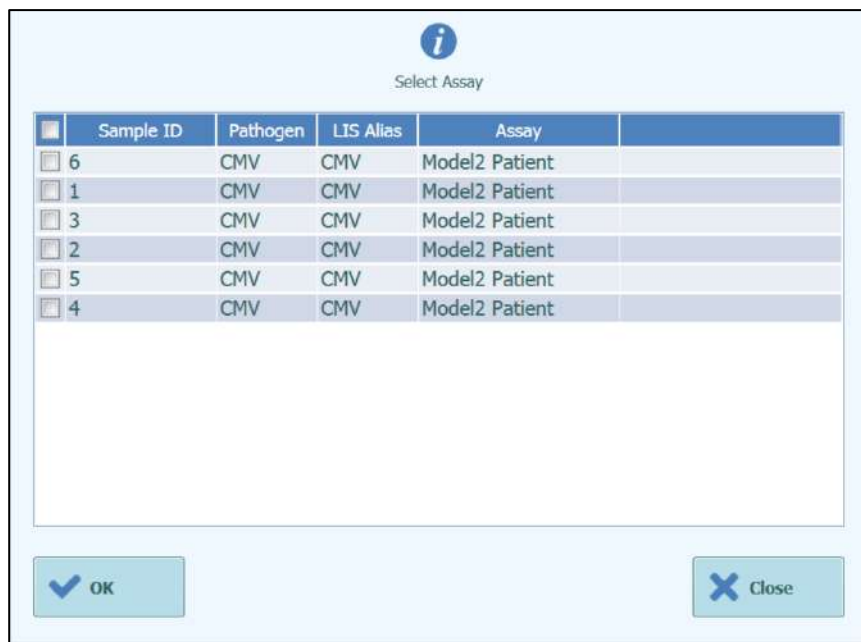 Select Assay
Sample ID Pathogen LIS Alias Assay
6 CMV CMV Model2 Patient
1 CMV CMV Model2 Patient
3 CMV CMV Model2 Patient
2 CMV CMV Model2 Patient
5 CMV CMV Model2 Patient
4 CMV CMV Model2 Patient
OK Close